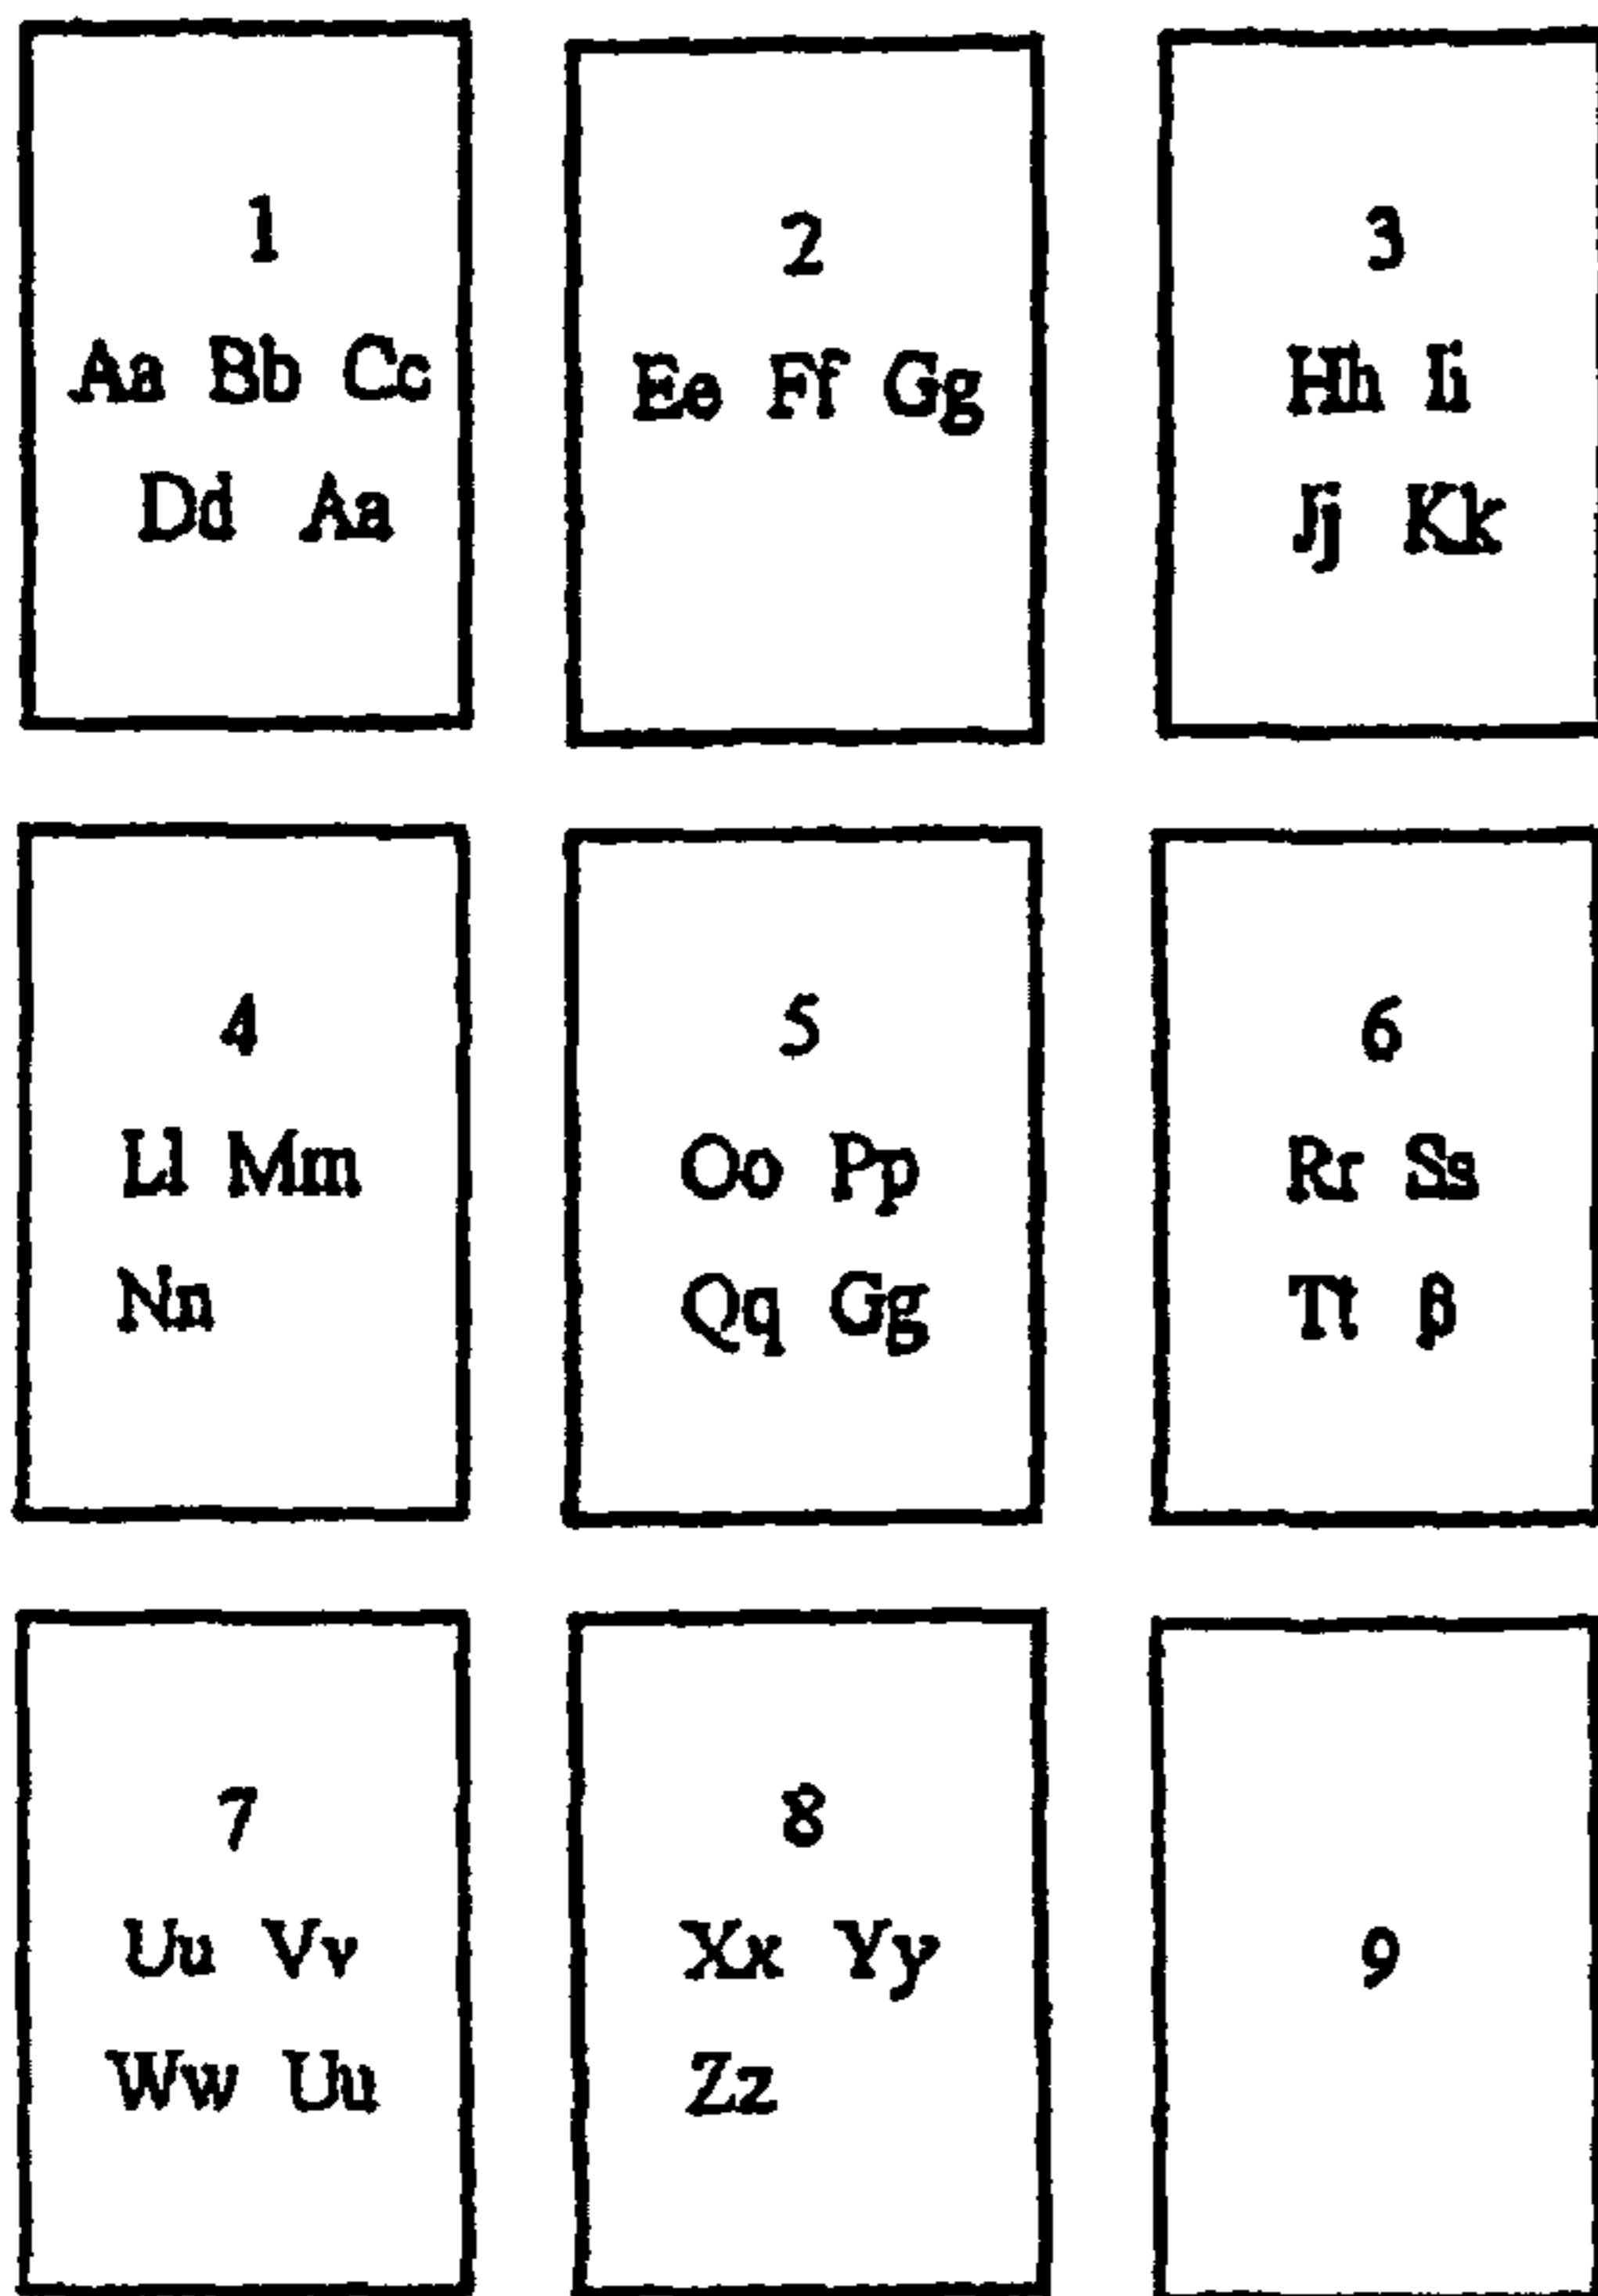 1
Aa Bb Cc
Dd Aa
2
Ee Ff Gg
3
Hh Ii
Jj Kk
4
Ll Mm
Nn
5
Oo Pp
Qq Gg
6
Rr Ss
Tt β
7
Uu Vv
Ww Uu
8
Xx Yy
Zz
9